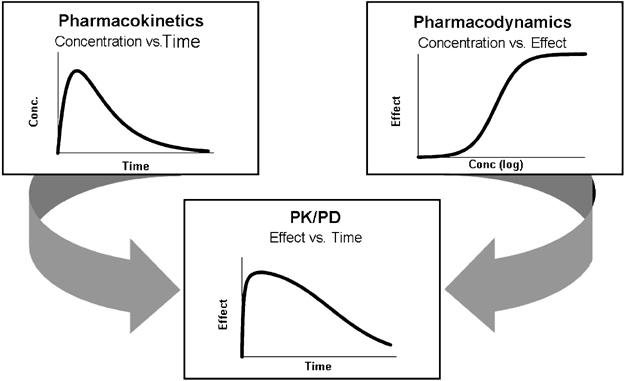 Pharmacokinetics
Concentration vs.Time
Conc.
Time
Pharmacodynamics
Concentration vs. Effect
Effect
Conc (log)
PK/PD
Effect vs. Time
Effect
Time